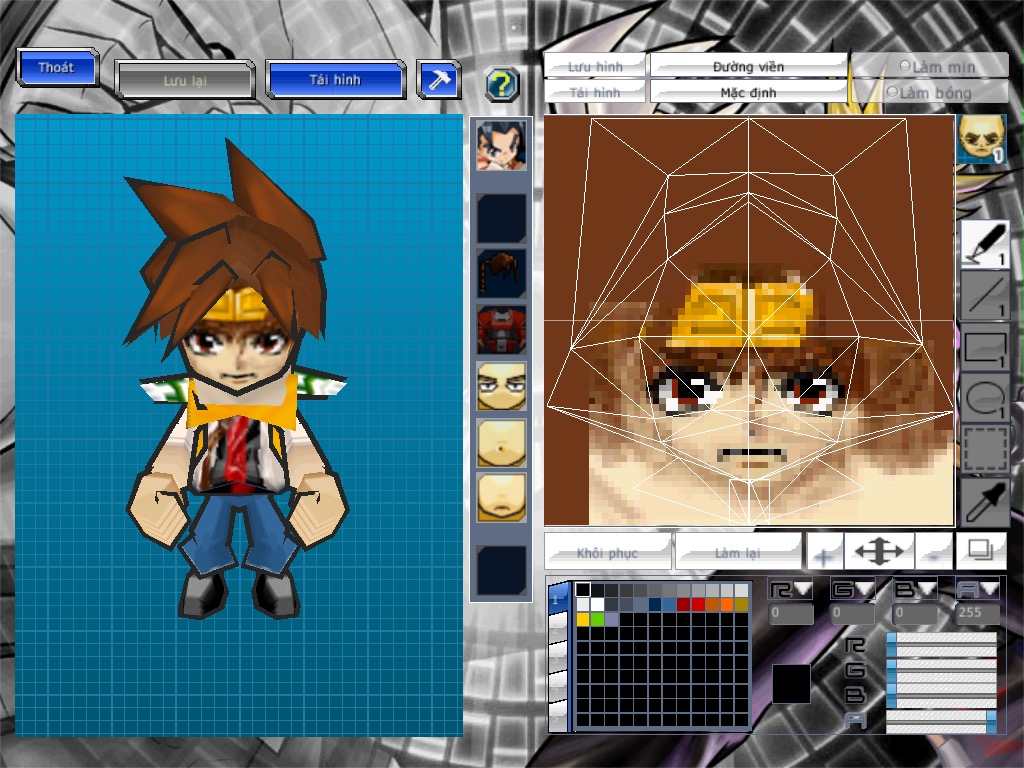 Thoát
Lưu lại
Tải hình
?
Lưu hình
Đường viền
Làm mịn
Tải hình
Mặc định
Làm bóng
1
1
1
1
1
Khôi phục
Làm lại
+
-
1
R
G
B
A
0
0
0
255
R
G
B
A